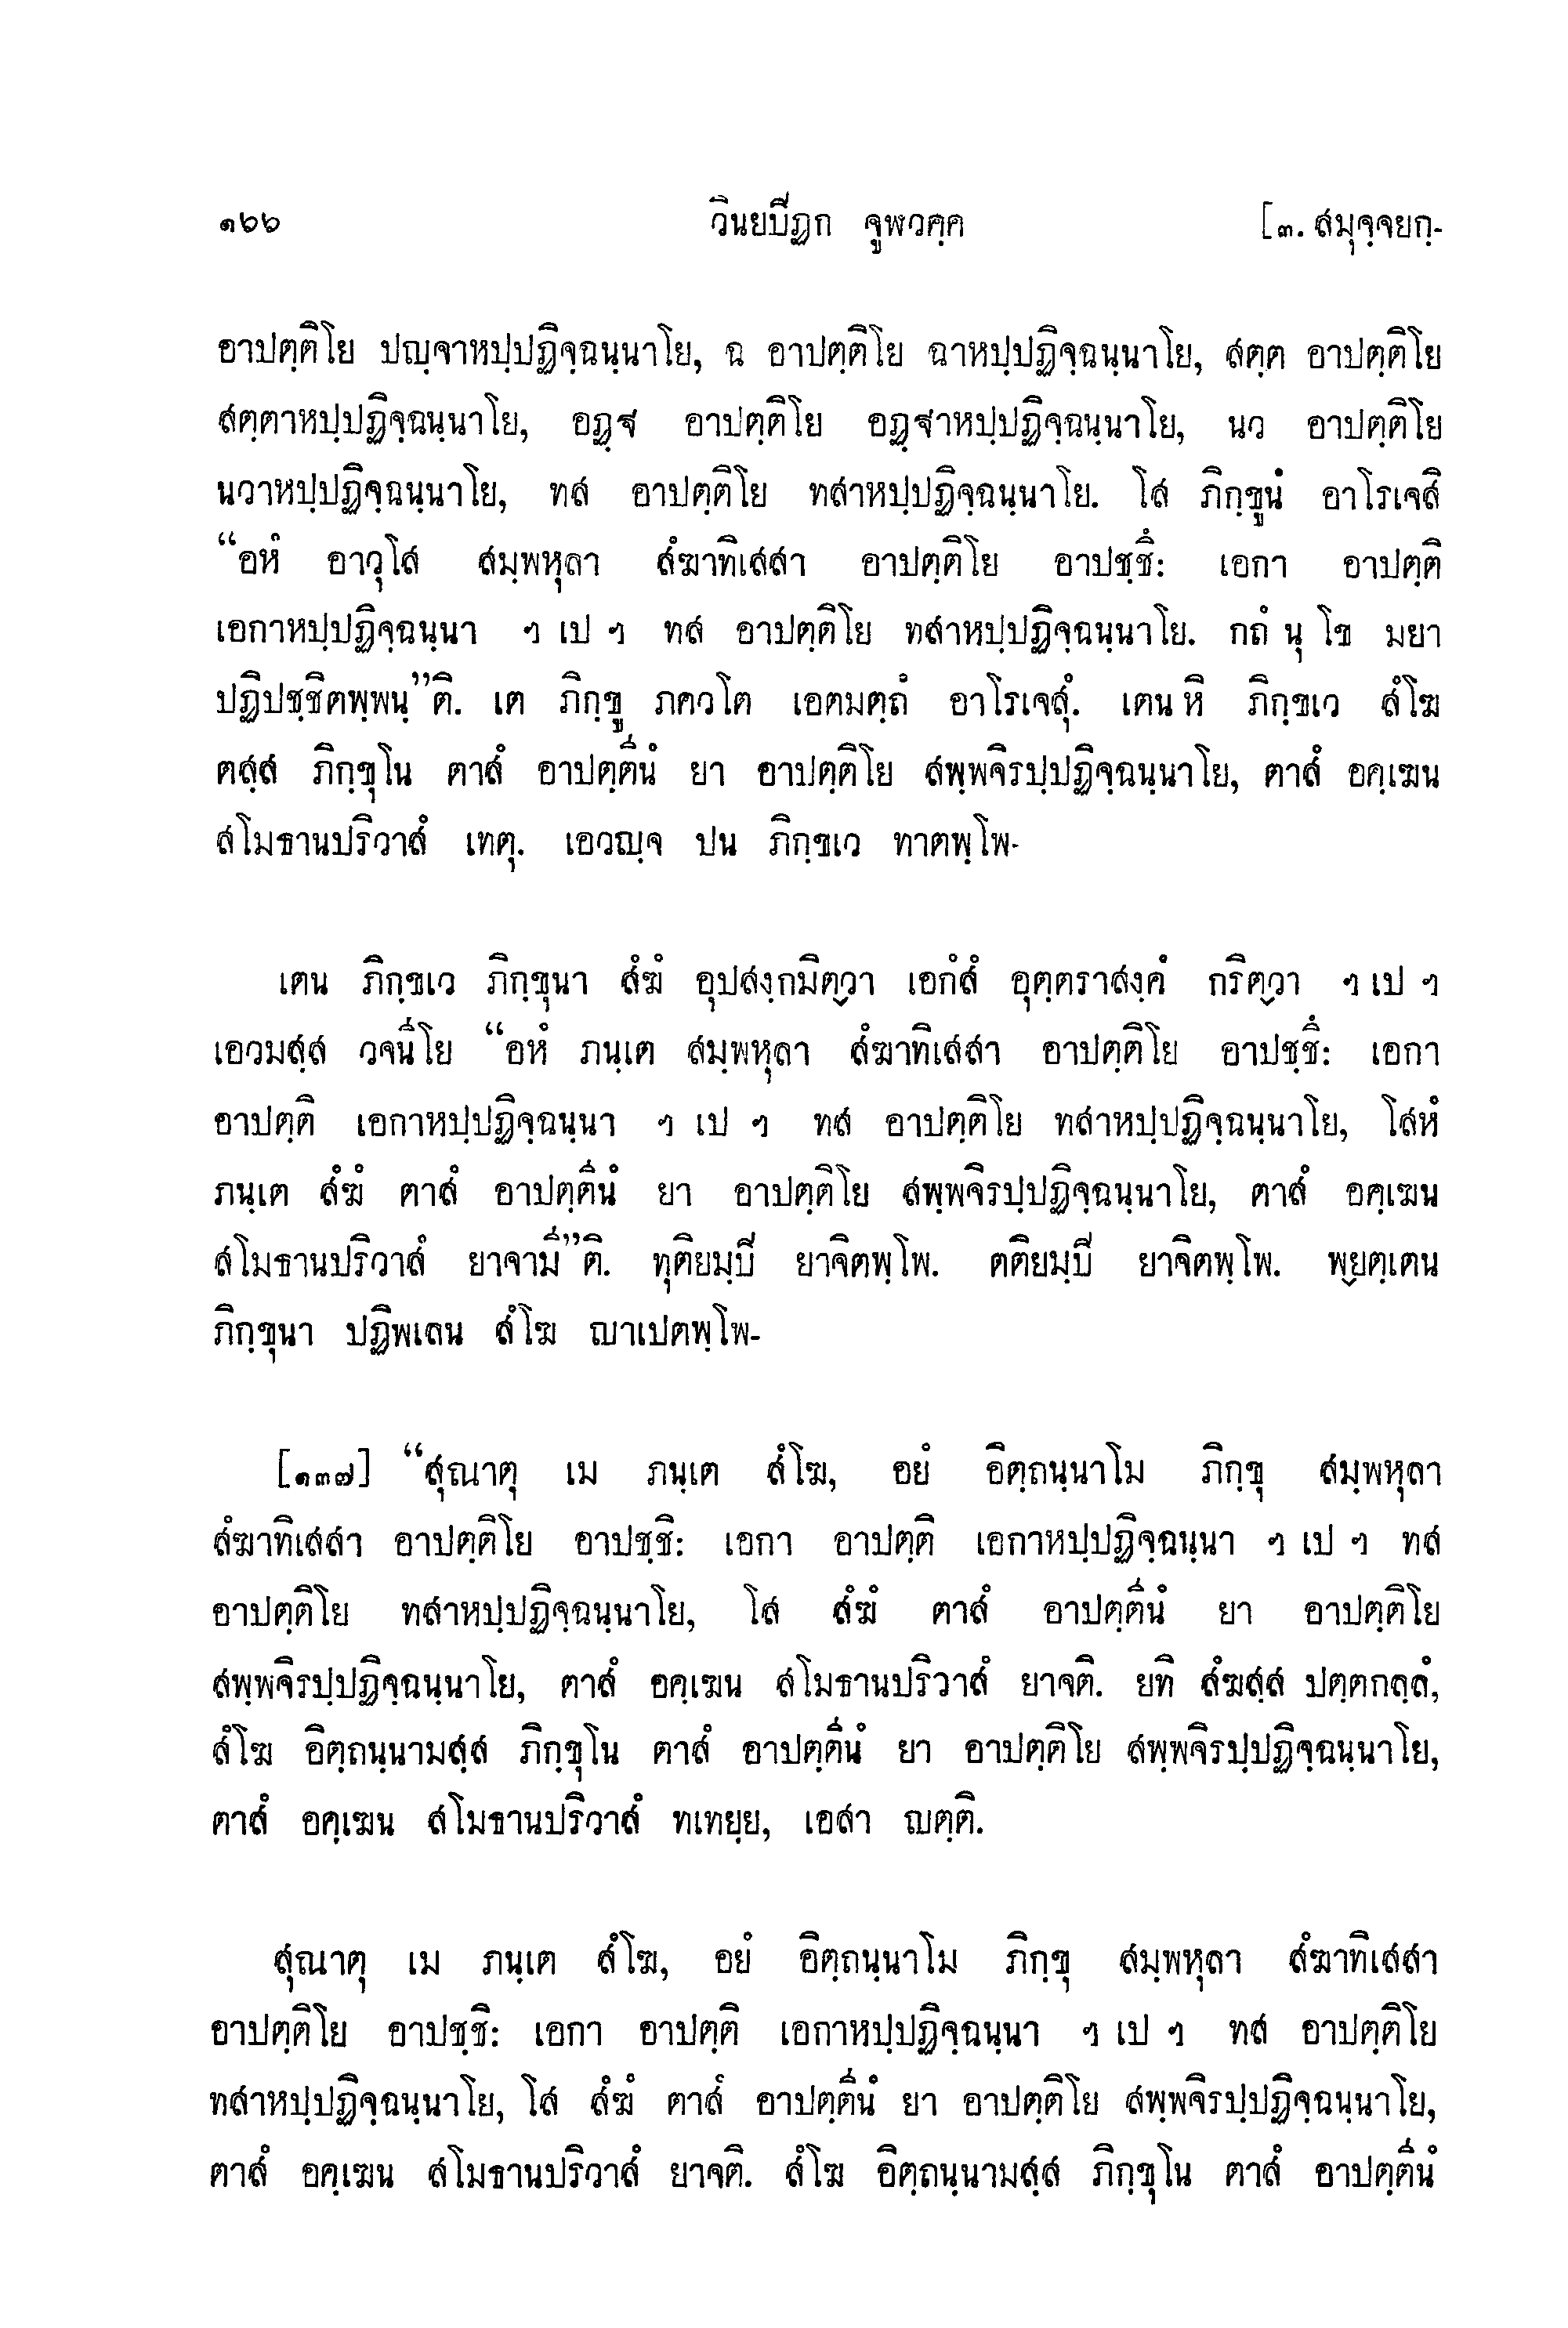 ๑๖๖ วินยปิฏก จูฬวคฺค [๓. สมุจฺจยกฺ-
อาปตฺติโย ปญฺจาหปฺปฏิจฺฉนฺนาโย, ฉ อาปตฺติโย ฉาหปฺปฏิจฺฉนฺนาโย, สตฺต อาปตฺติโย
สตฺตาหปฺปฏิจฺฉนฺนาโย, อฏฺฐ อาปตฺติโย อฏฺฐาหปฺปฏิจฺฉนฺนาโย, นว อาปตฺติโย
นวาหปฺปฏิจฺฉนฺนาโย, ทส อาปตฺติโย ทสาหปฺปฏิจฺฉนฺนาโย. โส ภิกฺขูนํ อาโรเจสิ
“อหํ อาวุโส สมฺพหุลา สํฆาทิเสสา อาปตฺติโย อาปชฺชึ: เอกา อาปตฺติ
เอกาหปฺปฏิจฺฉนฺนา ฯ เป ฯ ทส อาปตฺติโย ทสาหปฺปฏิจฺฉนฺนาโย. กถํ นุ โข มยา
ปฏิปชฺชิตพฺพนฺ”ติ. เต ภิกฺขู ภควโต เอตมตฺถํ อาโรเจสุํ. เตน หิ ภิกฺขเว สํโฆ
ตสฺส ภิกฺขุโน ตาสํ อาปตฺตีนํ ยา อาปตฺติโย สพฺพจิรปฺปฏิจฺฉนฺนาโย, ตาสํ อคฺเฆน
สโมธานปริวาสํ เทตุ. เอวญฺจ ปน ภิกฺขเว ทาตพฺโพ-
เตน ภิกฺขเว ภิกฺขุนา สํฆํ อุปสงฺกมิตฺวา เอกํสํ อุตฺตราสงฺคํ กริตฺวา ฯ เป ฯ
เอวมสฺส วจนีโย “อหํ ภนฺเต สมฺพหุลา สํฆาทิเสสา อาปตฺติโย อาปชฺชึ: เอกา
อาปตฺติ เอกาหปฺปฏิจฺฉนฺนา ฯ เป ฯ ทส อาปตฺติโย ทสาหปฺปฏิจฺฉนฺนาโย, โสหํ
ภนฺเต สํฆํ ตาสํ อาปตฺตีนํ ยา อาปตฺติโย สพฺพจิรปฺปฏิจฺฉนฺนาโย, ตาสํ อคฺเฆน
สโมธานปริวาสํ ยาจามี”ติ. ทุติยมฺปิ ยาจิตพฺโพ. ตติยมฺปิ ยาจิตพฺโพ. พฺยตฺเตน
ภิกฺขุนา ปฏิพเลน สํโฆ ญาเปตพฺโพ-
[๑๓๗] “สุณาตุ เม ภนฺเต สํโฆ, อยํ อิตฺถนฺนาโม ภิกฺขุ สมฺพหุลา
สํฆาทิเสสา อาปตฺติโย อาปชฺชิ: เอกา อาปตฺติ เอกาหปฺปฏิจฺฉนฺนา ฯ เป ฯ ทส
อาปตฺติโย ทสาหปฺปฏิจฺฉนฺนาโย, โส สํฆํ ตาสํ อาปตฺตีนํ ยา อาปตฺติโย
สพฺพจิรปฺปฏิจฺฉนฺนาโย, ตาสํ อคฺเฆน สโมธานปริวาสํ ยาจติ. ยทิ สํฆสฺส ปตฺตกลฺลํ,
สํโฆ อิตฺถนฺนามสฺส ภิกฺขุโน ตาสํ อาปตฺตีนํ ยา อาปตฺติโย สพฺพจิรปฺปฏิจฺฉนฺนาโย,
ตาสํ อคฺเฆน สโมธานปริวาสํ ทเทยฺย, เอสา ญตฺติ.
สุณาตุ เม ภนฺเต สํโฆ, อยํ อิตฺถนฺนาโม ภิกฺขุ สมฺพหุลา สํฆาทิเสสา
อาปตฺติโย อาปชฺชิ: เอกา อาปตฺติ เอกาหปฺปฏิจฺฉนฺนา ฯ เป ฯ ทส อาปตฺติโย
ทสาหปฺปฏิจฺฉนฺนาโย, โส สํฆํ ตาสํ อาปตฺตีนํ ยา อาปตฺติโย สพฺพจิรปฺปฏิจฺฉนฺนาโย,
ตาสํ อคฺเฆน สโมธานปริวาสํ ยาจติ. สํโฆ อิตฺถนฺนามสฺส ภิกฺขุโน ตาสํ อาปตฺตีนํ